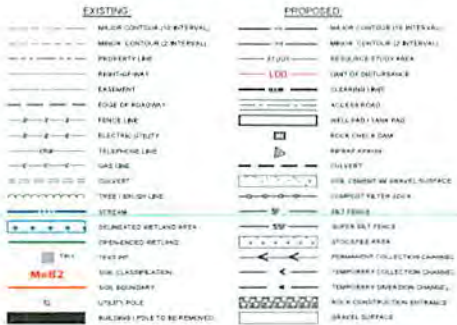 EXISTING
MAJOR CONTOUR (10 INTERVAL)
MINOR CONTOUR (2 INTERVAL)
PROPERTY LINE
RIGHT-OF-WAY
EASEMENT
EDGE OF ROADWAY
FENCE LINE
ELECTRIC UTILITY
TELEPHONE LINE
GAS LINE
CULVERT
TREE / BRUSH LINE
STREAM
DELINEATED WETLAND AREA
OPEN-ENDED WETLAND
TEST PIT
MoB2 SOIL CLASSIFICATION
SOIL BOUNDARY
UTILITY POLE
BUILDING ( POLE TO BE REMOVED)
PROPOSED
MAJOR CONTOUR (10 INTERVAL)
MINOR CONTOUR (2 INTERVAL)
STUDY RESOURCE STUDY AREA
LOD LIMIT OF DISTURBANCE
CLEARING LIMIT
ACCESS ROAD
WELL PAD / TANK PAD
ROCK CHECK DAM
RIPRAP APRON
CULVERT
SOIL CEMENT W/ GRAVEL SURFACE
COMPOST FILTER SOCK
SF SILT FENCE
SSF SUPER SILT FENCE
STOCKPILE AREA
PERMANENT COLLECTION CHANNEL
TEMPORARY COLLECTION CHANNEL
TEMPORARY DIVERSION CHANNEL
ROCK CONSTRUCTION ENTRANCE
GRAVEL SURFACE